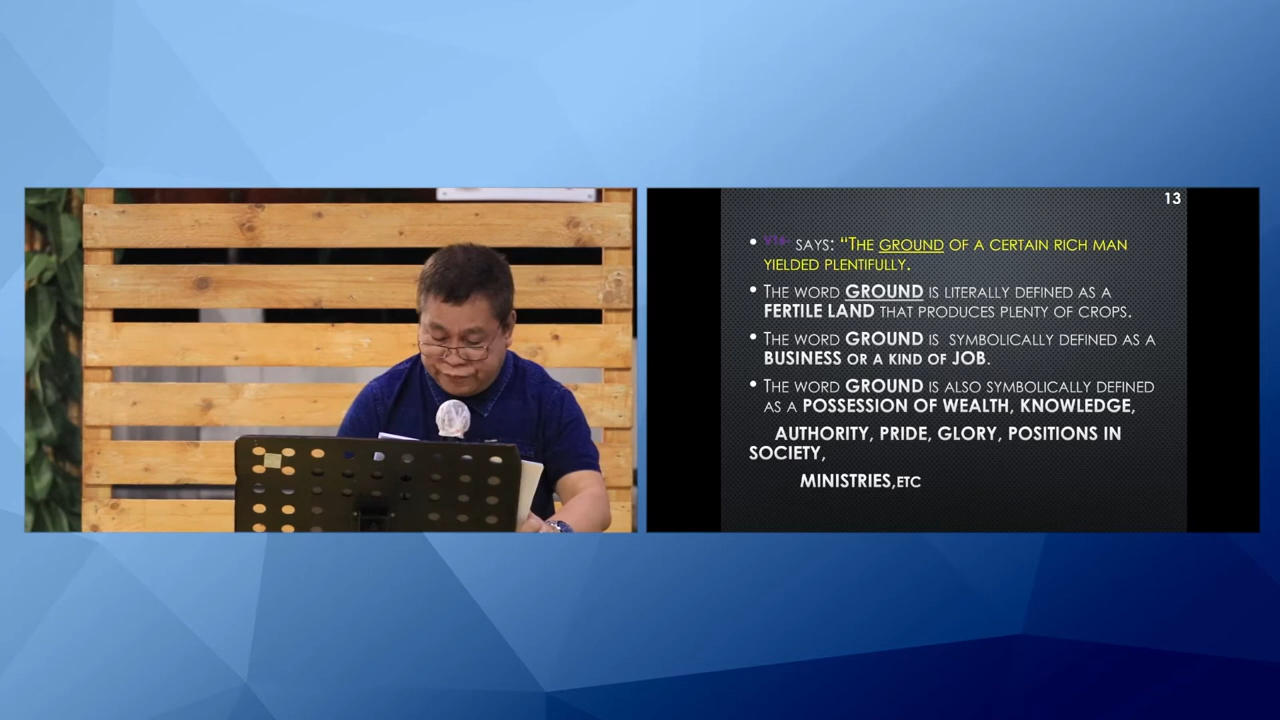 13
• V16- SAYS: “THE GROUND OF A CERTAIN RICH MAN
YIELDED PLENTIFULLY.
• THE WORD GROUND IS LITERALLY DEFINED AS A
FERTILE LAND THAT PRODUCES PLENTY OF CROPS.
• THE WORD GROUND IS SYMBOLICALLY DEFINED AS A
BUSINESS OR A KIND OF JOB.
• THE WORD GROUND IS ALSO SYMBOLICALLY DEFINED
AS A POSSESSION OF WEALTH, KNOWLEDGE,
AUTHORITY, PRIDE, GLORY, POSITIONS IN
SOCIETY,
MINISTRIES,ETC